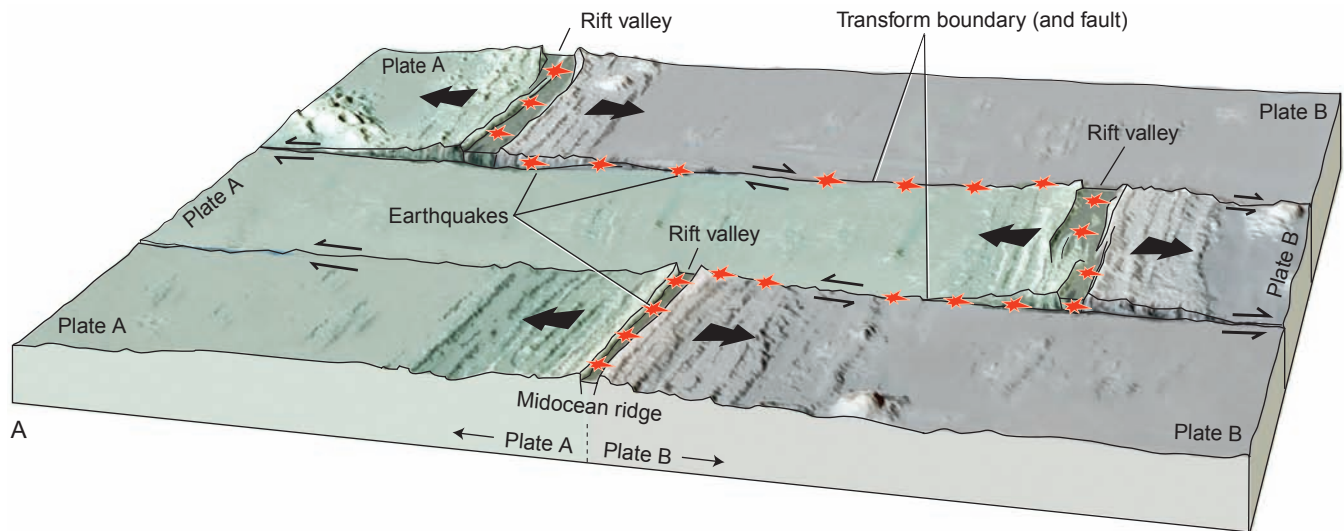 Rift valley
Transform boundary (and fault)
Plate A
Plate B
Rift valley
Plate A
Earthquakes
Rift valley
Plate B
Plate A
Midocean ridge
A
Plate A
Plate B
Plate B